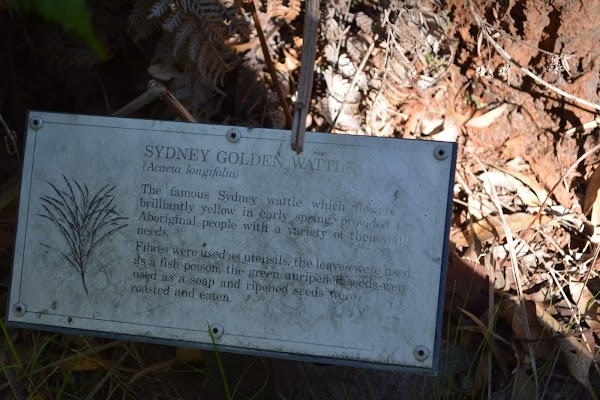 SYDNEY GOLDEN WATTLE
(Acacia longifolia)
The famous Sydney wattle which flowers
brilliantly yellow in early spring, provided
Aboriginal people with a variety of their daily
needs.
Fibres were used as utensils, the leaves were used
as a fish poison, the green unripened seeds were
used as a soap and ripened seeds were
roasted and eaten.